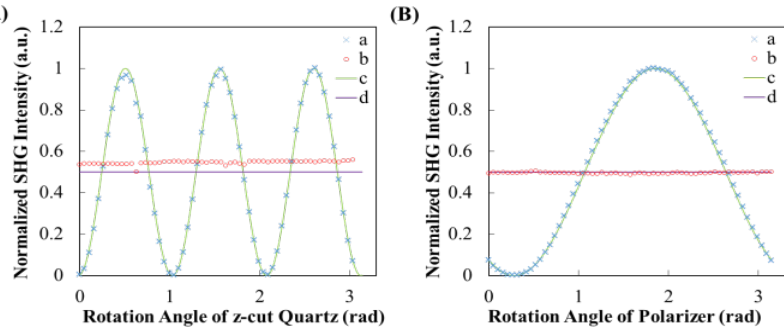 ) (B)
1.2 1.2
× a × a
○ b ○ b
1 1
c c
d d
0.8 0.8
0.6 0.6
0.4 0.4
0.2 0.2
0 0
0 1 2 3 0 1 2 3
Normalized SHG Intensity (a.u.) Normalized SHG Intensity (a.u.)
Rotation Angle of z-cut Quartz (rad) Rotation Angle of Polarizer (rad)